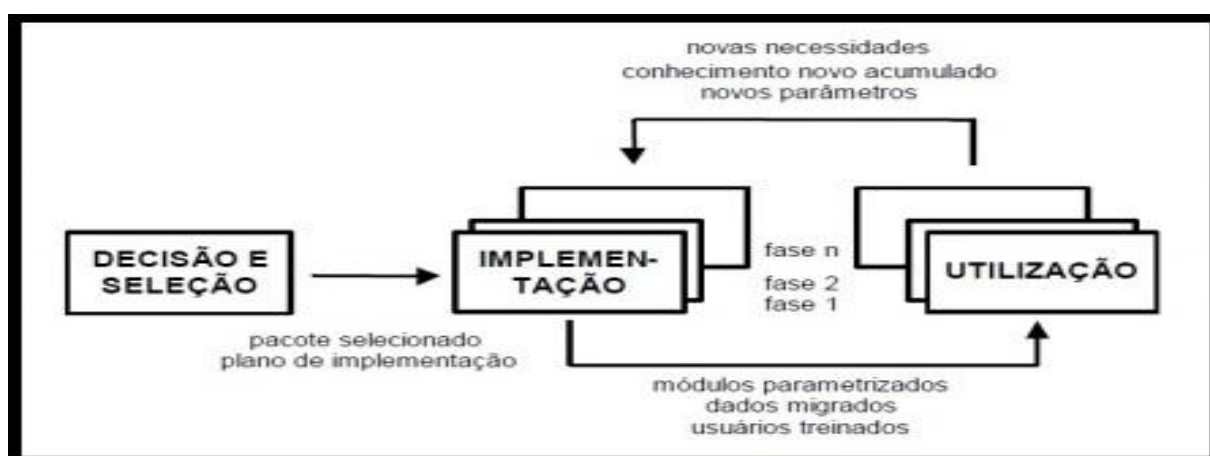 novas necessidades
conhecimento novo acumulado
novos parâmetros
DECISÃO E
SELEÇÃO
IMPLEMEN-
TAÇÃO
fase n
fase 2
fase 1
UTILIZAÇÃO
pacote selecionado
plano de implementação
módulos parametrizados
dados migrados
usuários treinados